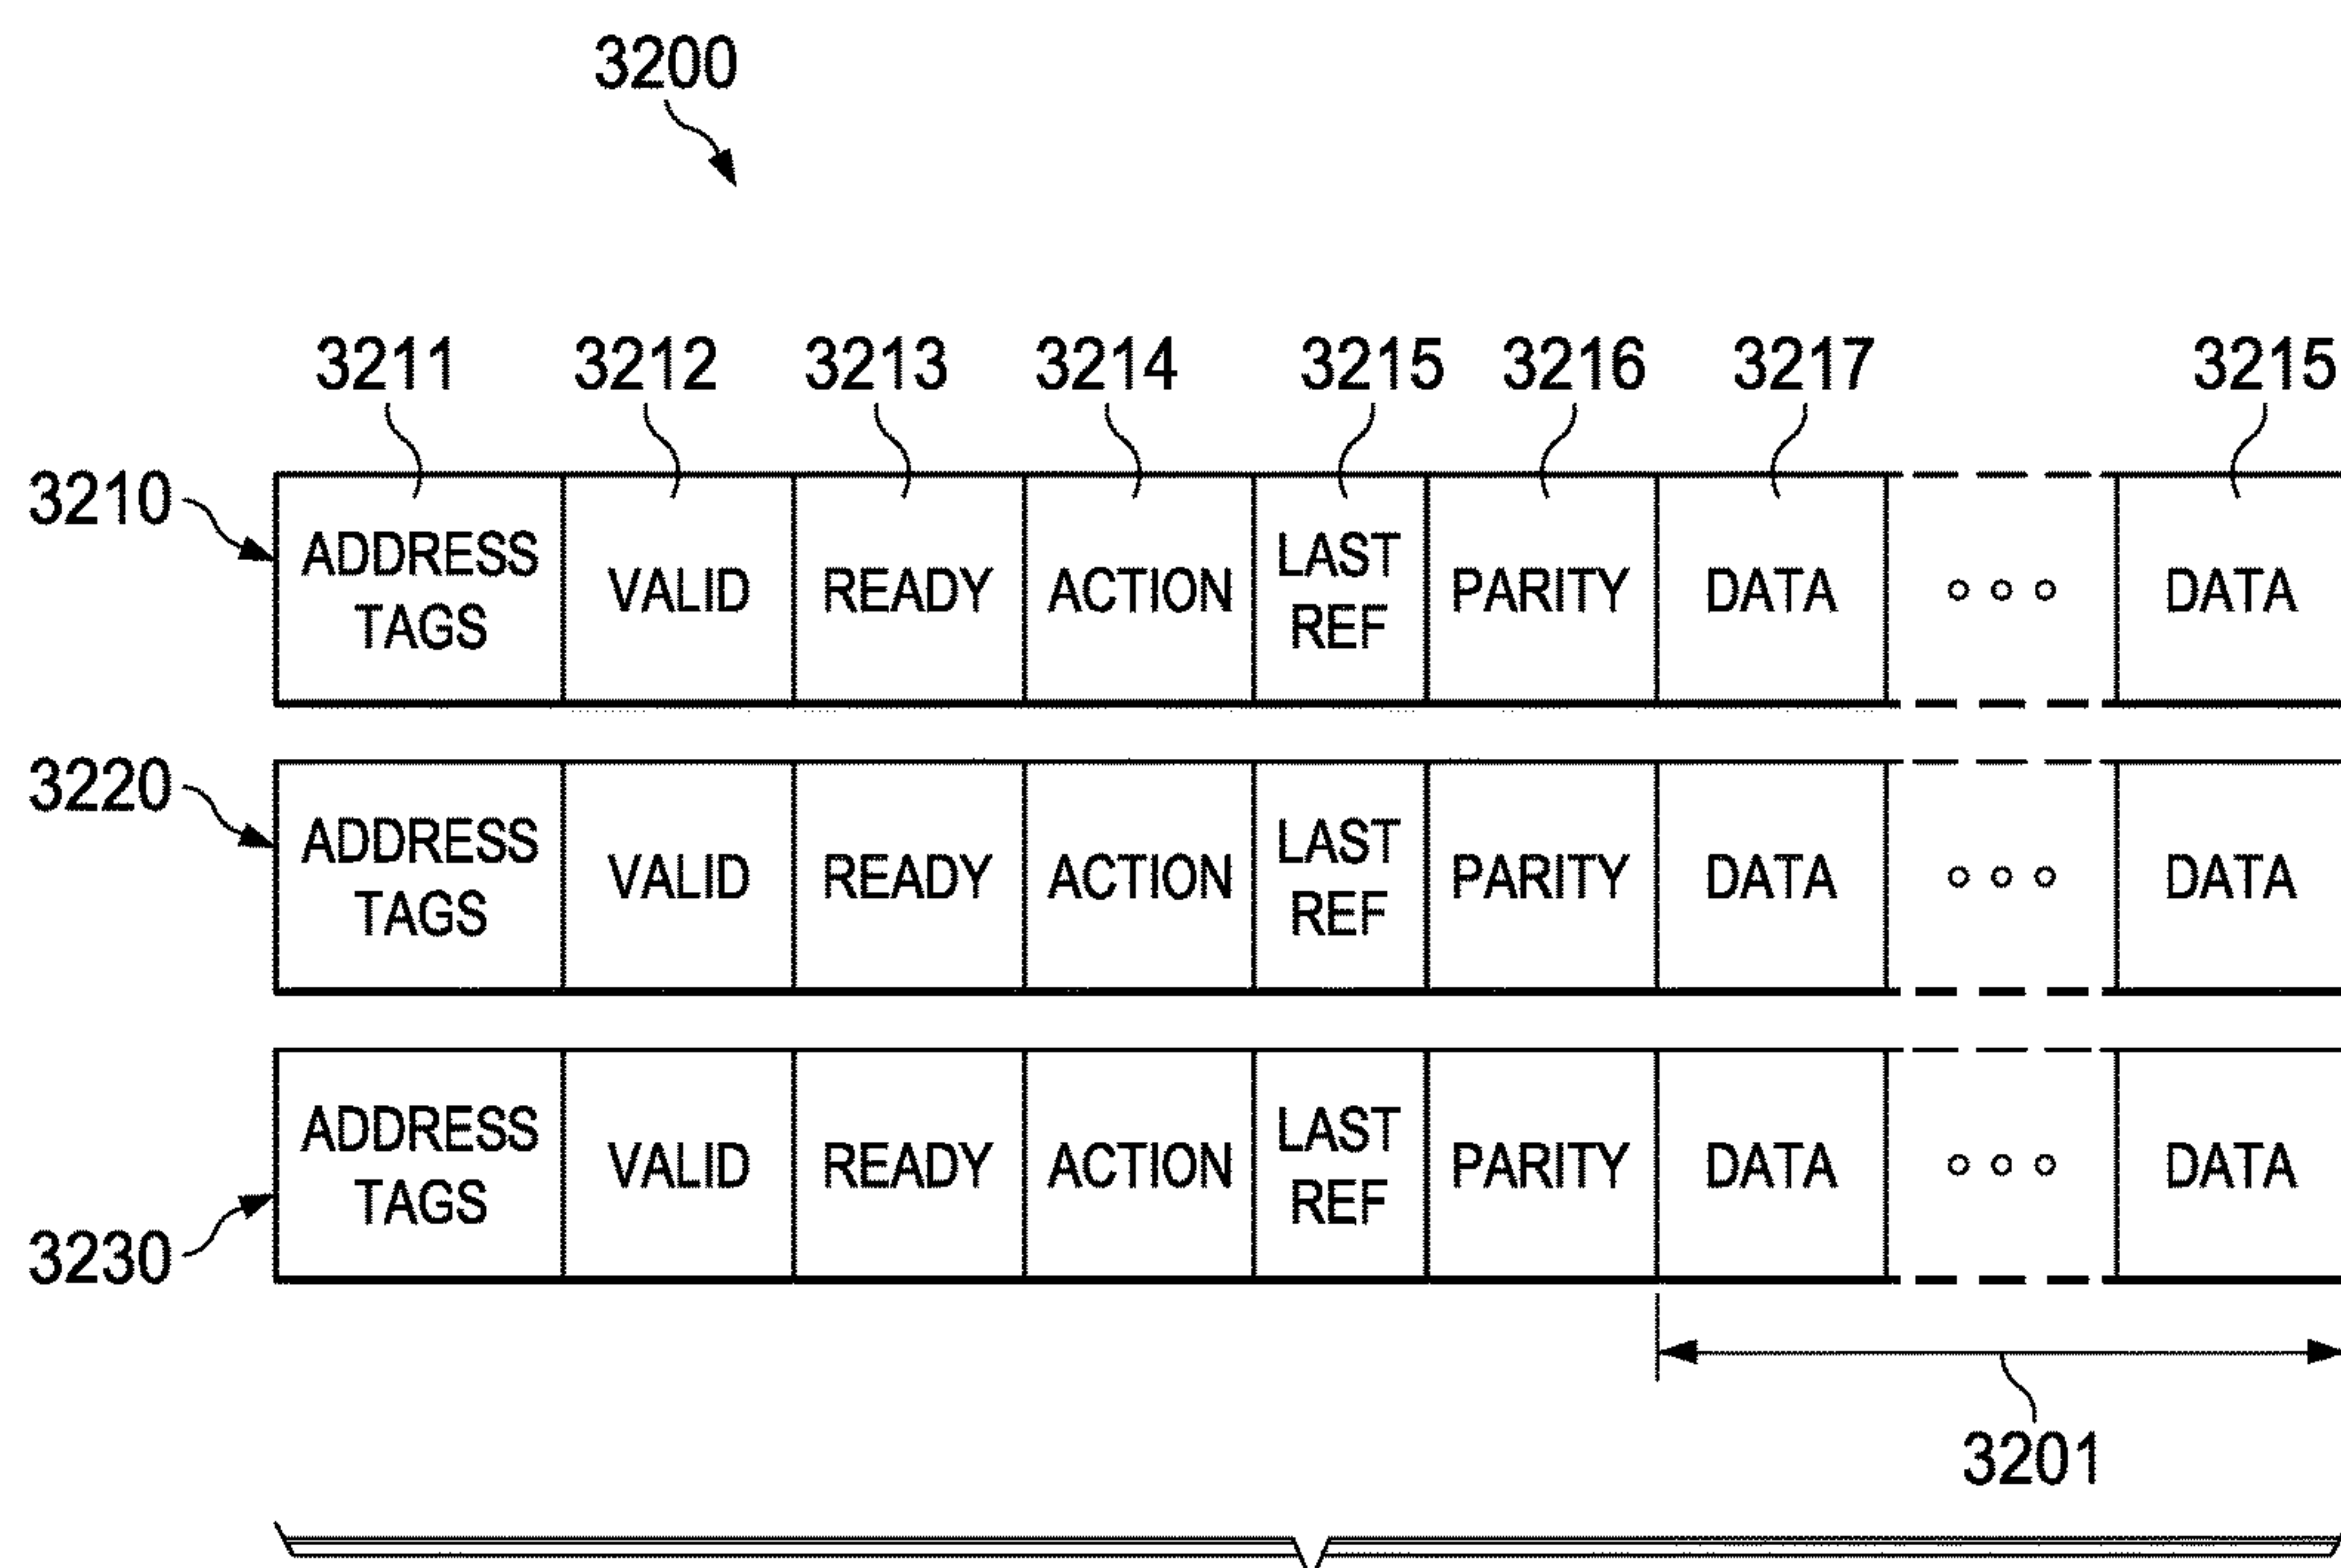 3200
3211 3212 3213 3214 3215 3216 3217 3215
3210
ADDRESS TAGS VALID READY ACTION LAST REF PARITY DATA DATA
3220
ADDRESS TAGS VALID READY ACTION LAST REF PARITY DATA DATA
3230
ADDRESS TAGS VALID READY ACTION LAST REF PARITY DATA DATA
3201